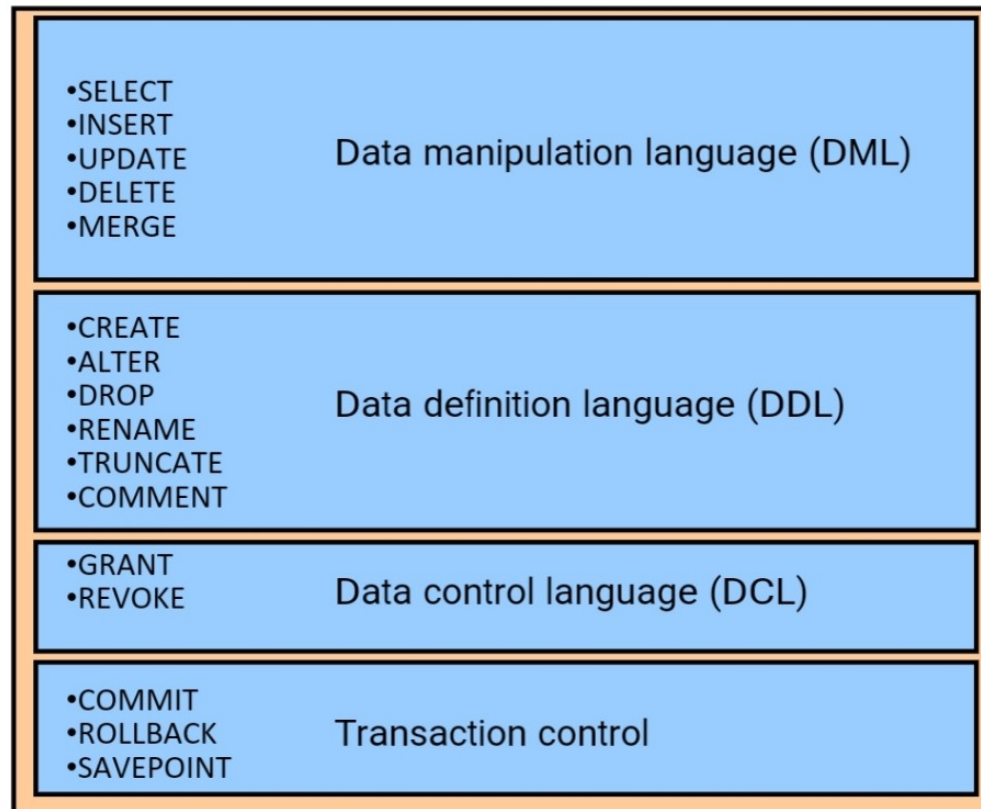 •SELECT
•INSERT
•UPDATE
•DELETE
•MERGE
Data manipulation language (DML)
•CREATE
•ALTER
•DROP
•RENAME
•TRUNCATE
•COMMENT
Data definition language (DDL)
•GRANT
•REVOKE
Data control language (DCL)
•COMMIT
•ROLLBACK
•SAVEPOINT
Transaction control